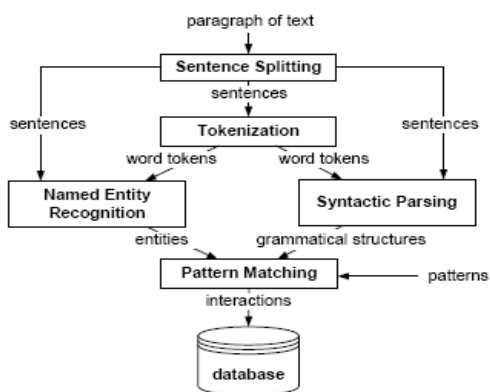 paragraph of text
Sentence Splitting
sentences
sentences
sentences
Tokenization
word tokens
word tokens
Named Entity
Recognition
Syntactic Parsing
entities
grammatical structures
Pattern Matching
patterns
interactions
database